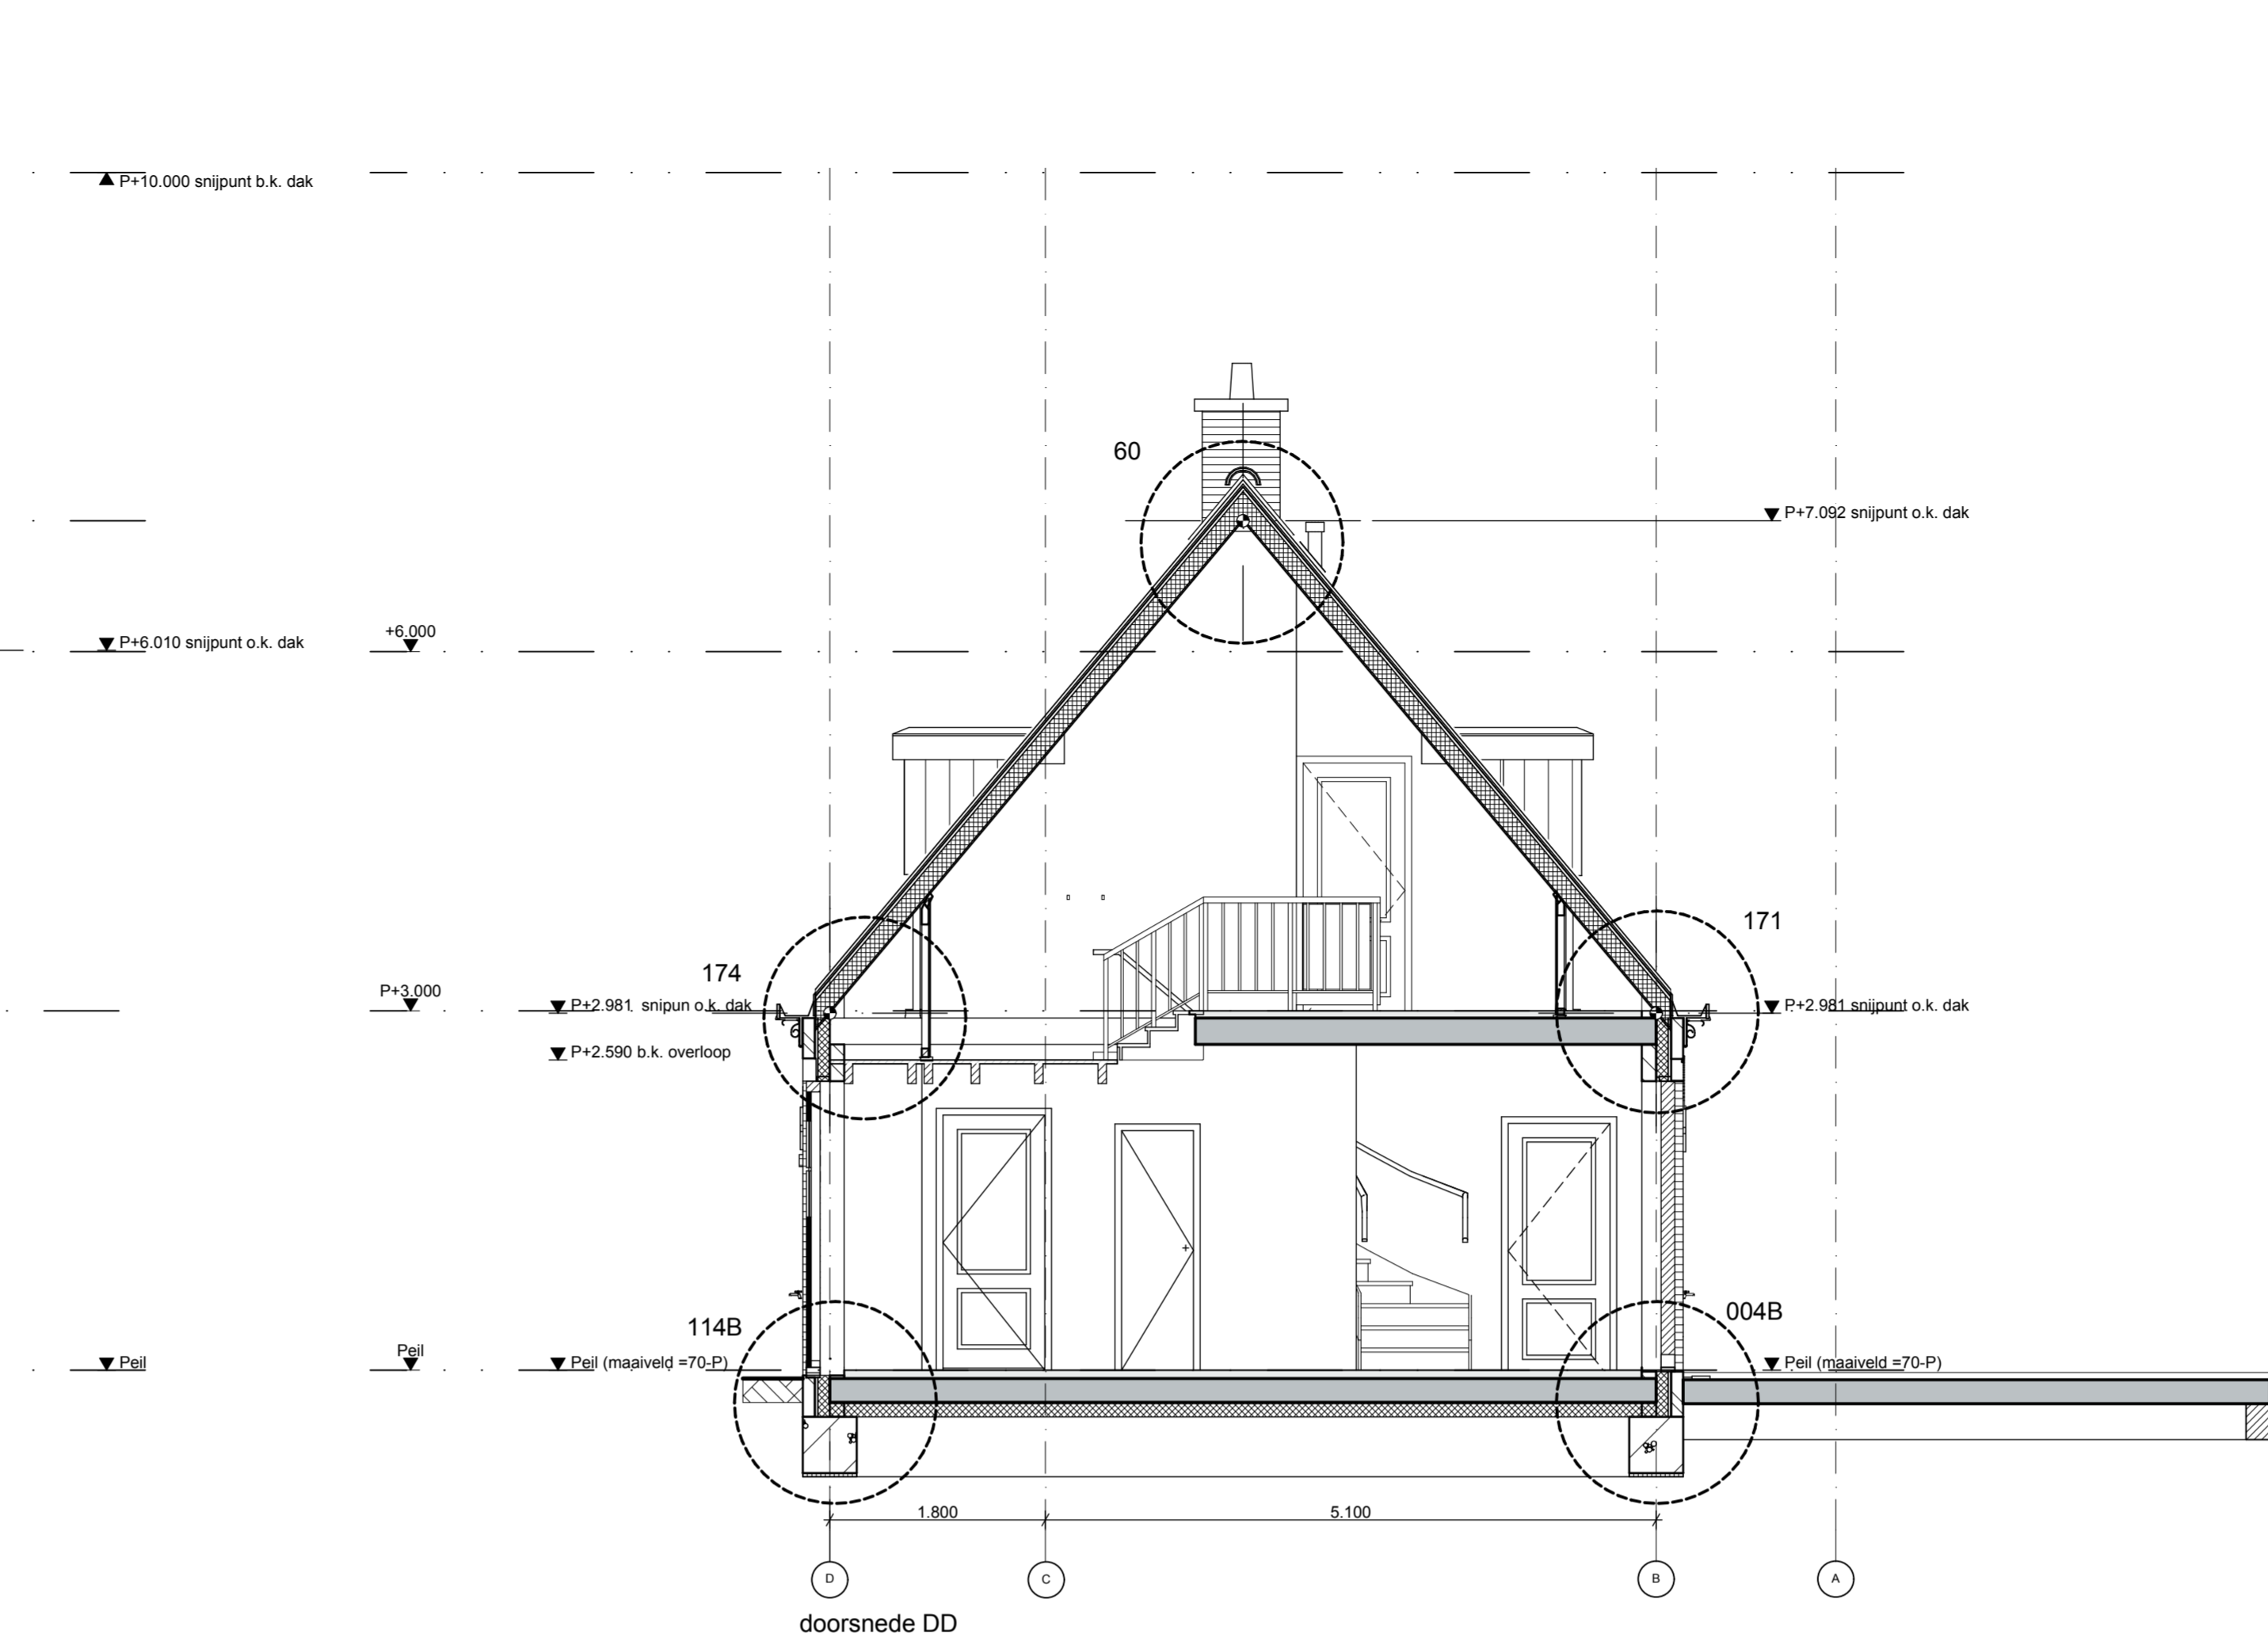 P+10.000 snijpunt b.k. dak
60
P+7.092 snijpunt o.k. dak
+6.000
P+6.010 snijpunt o.k. dak
171
174
P+3.000
P+2.981 snipun o.k. dak
P+2.981 snijpunt o.k. dak
P+2.590 b.k. overloop
004B
114B
Peil
Peil
Peil (maaiveld =70-P)
Peil (maaiveld =70-P)
1.800
5.100
D
C
B
A
doorsnede DD